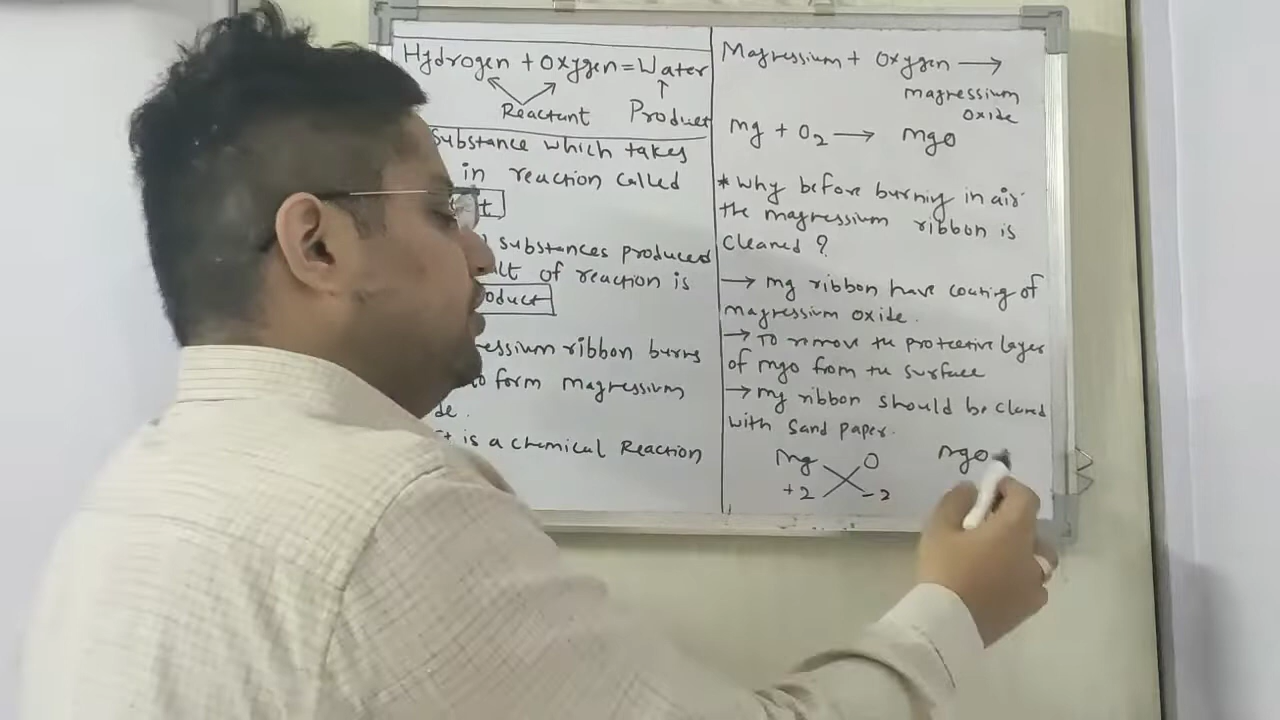 Hydrogen + Oxygen = Water
Reactant Product
Substance which takes
in reaction called
substances produced
of reaction is
oduct
essium ribbon burns
to form magnessium
de.
is a chemical Reaction
Magnessium + Oxygen →
magnessium
oxide
Mg + O₂ → MgO
* Why before burning in air
the magnessium ribbon is
cleaned ?
→ Mg ribbon have coating of
magnessium oxide.
→ To remove the protective layer
of MgO from the surface
→ Mg ribbon should be cleaned
with sand paper.
Mg O MgO
+2 -2